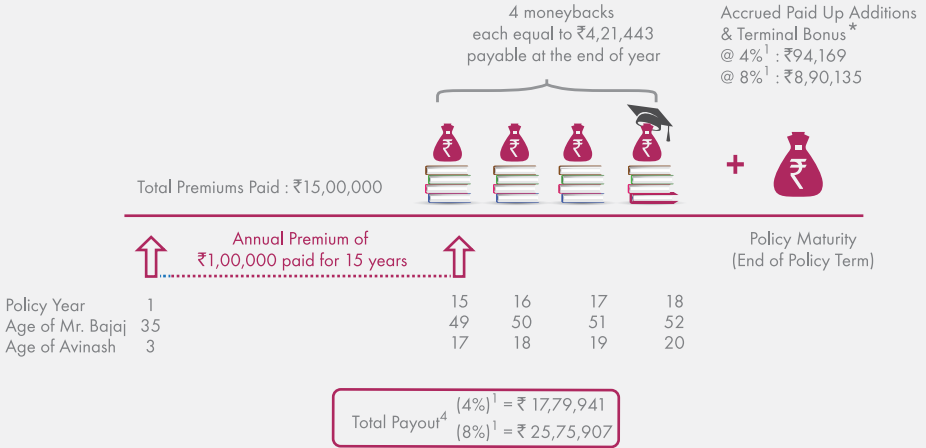 4 moneybacks
each equal to ₹4,21,443
payable at the end of year
Accrued Paid Up Additions
& Terminal Bonus*
@ 4%¹ : ₹94,169
@ 8%¹ : ₹8,90,135
₹ ₹ ₹ ₹ + ₹
Total Premiums Paid : ₹15,00,000
Annual Premium of
₹1,00,000 paid for 15 years
Policy Maturity
(End of Policy Term)
Policy Year 1 15 16 17 18
Age of Mr. Bajaj 35 49 50 51 52
Age of Avinash 3 17 18 19 20
Total Payout⁴
(4%)¹ = ₹ 17,79,941
(8%)¹ = ₹ 25,75,907